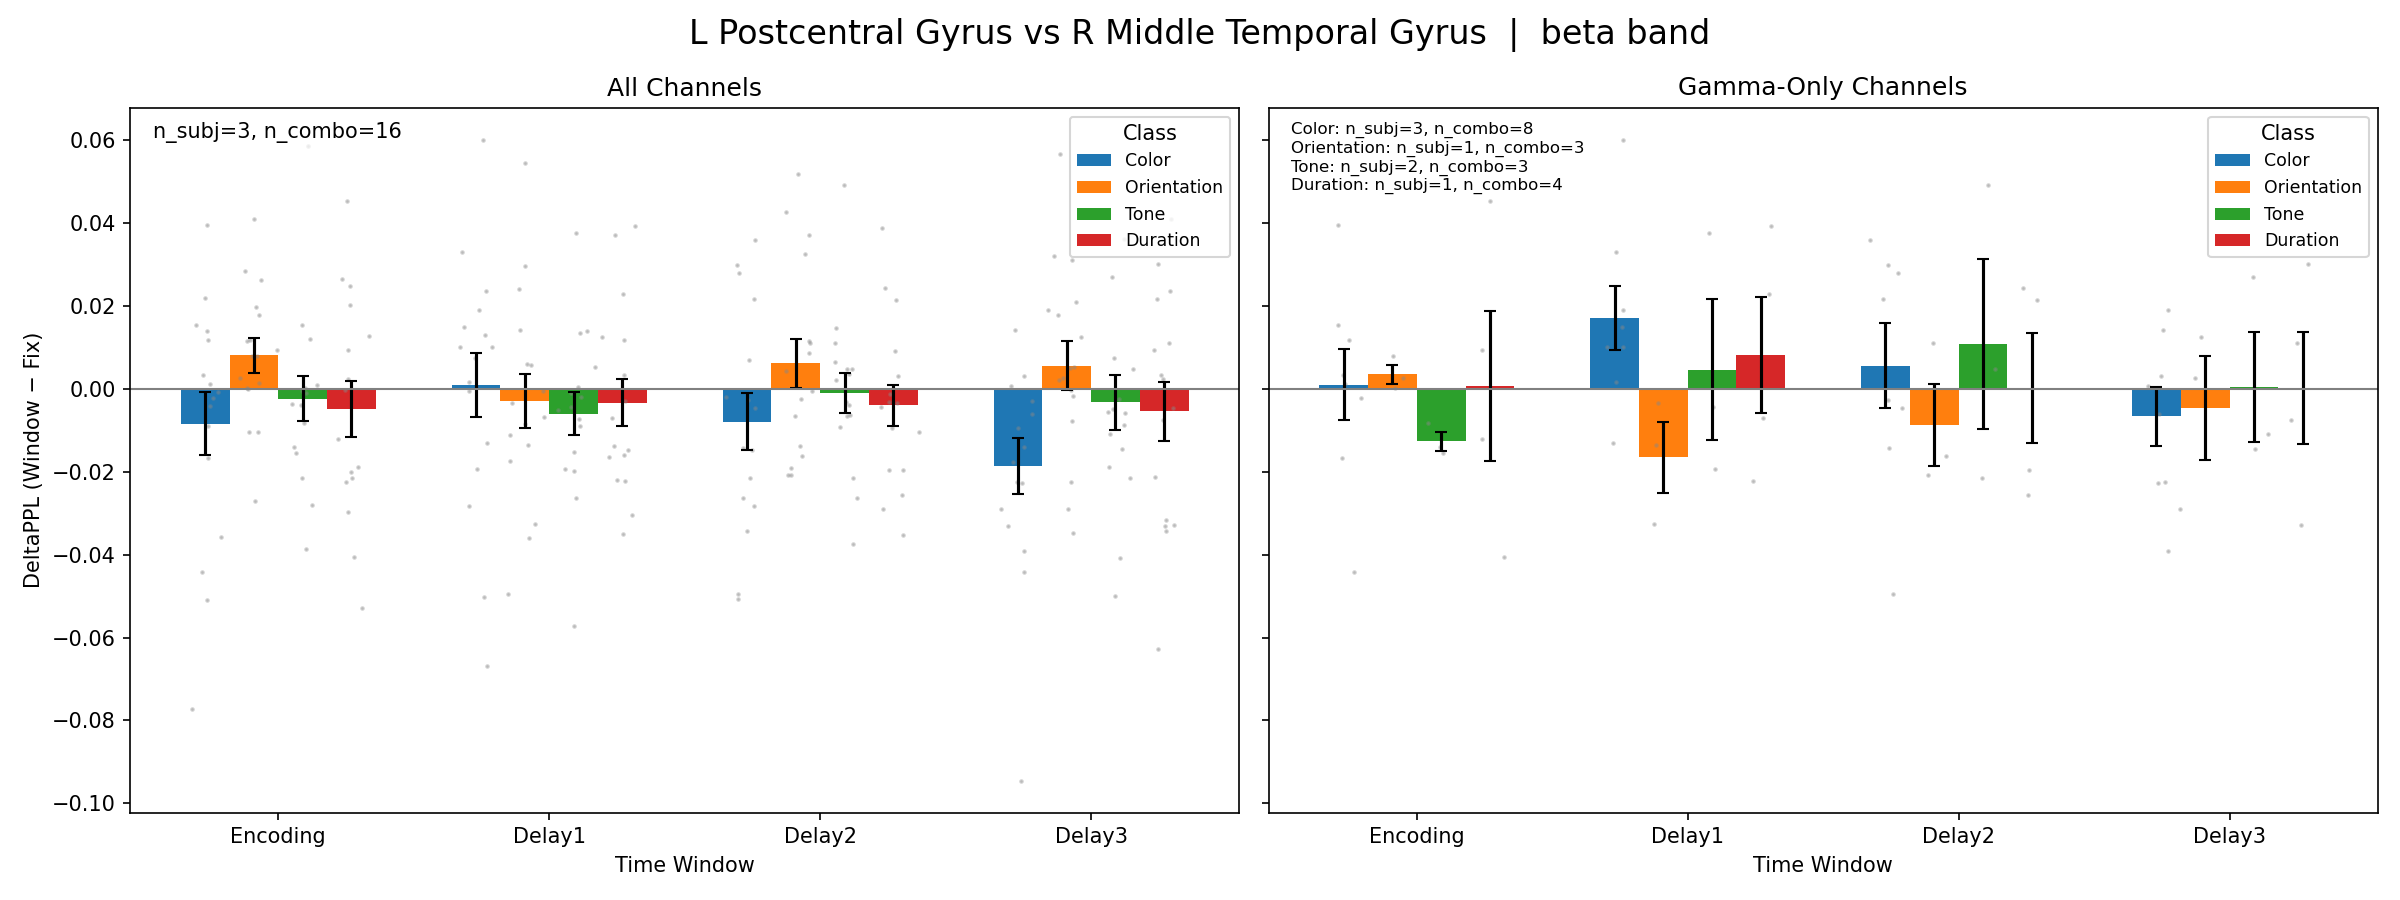 L Postcentral Gyrus vs R Middle Temporal Gyrus | beta band
All Channels
n_subj=3, n_combo=16
Class
Color
Orientation
Tone
Duration
0.06
0.04
0.02
0.00
−0.02
−0.04
−0.06
−0.08
−0.10
DeltaPPL (Window − Fix)
Encoding
Delay1
Delay2
Delay3
Time Window
Gamma-Only Channels
Color: n_subj=3, n_combo=8
Orientation: n_subj=1, n_combo=3
Tone: n_subj=2, n_combo=3
Duration: n_subj=1, n_combo=4
Class
Color
Orientation
Tone
Duration
Encoding
Delay1
Delay2
Delay3
Time Window